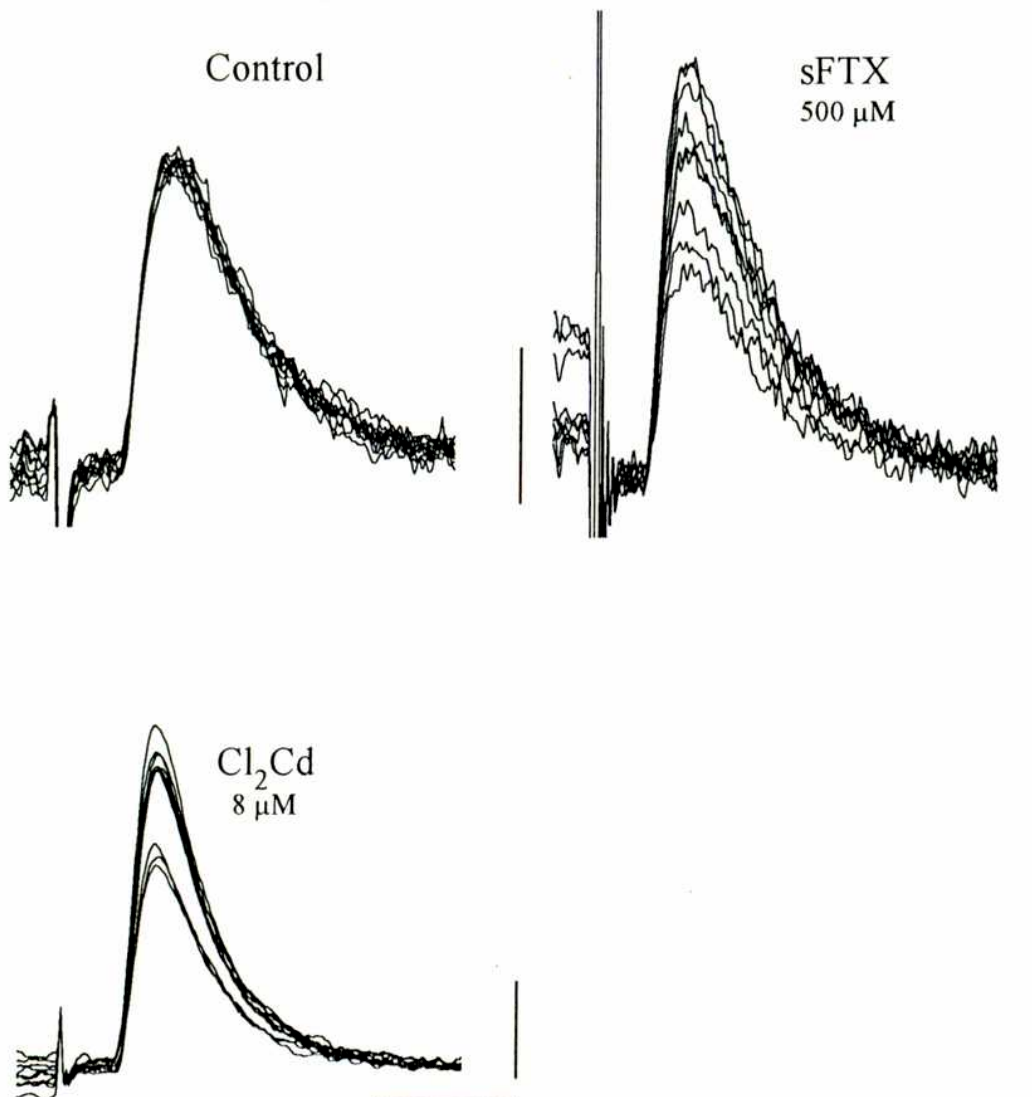 Control
sFTX
500 μM
Cl₂Cd
8 μM